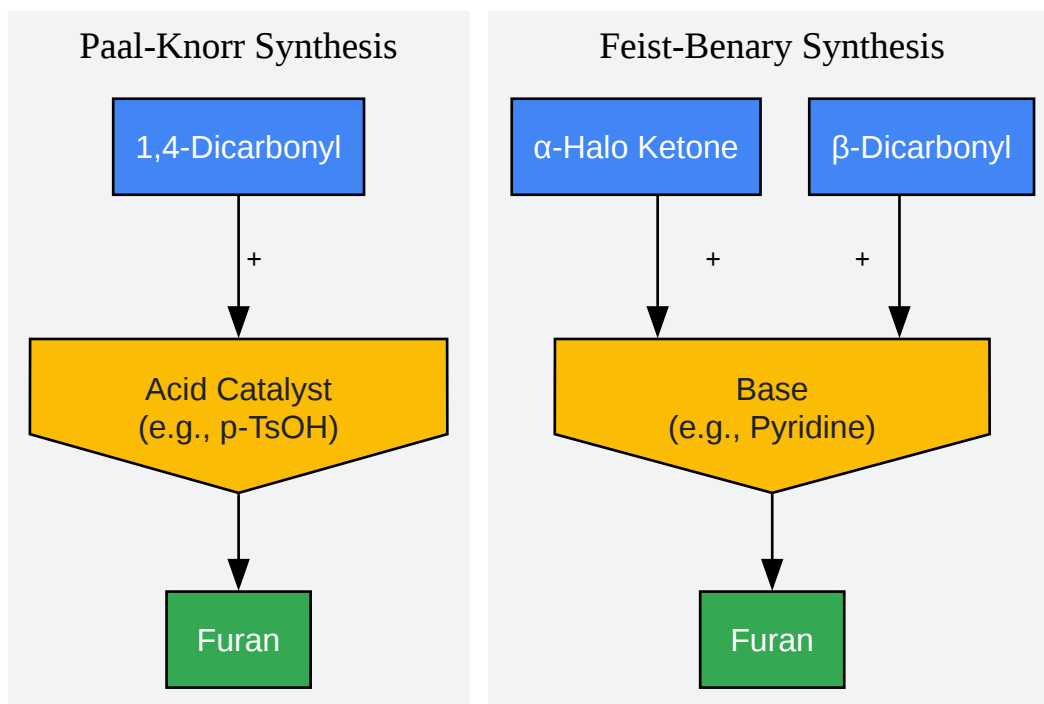 Paal-Knorr Synthesis
1,4-Dicarbonyl
+
Acid Catalyst
(e.g., p-TsOH)
Furan
Feist-Benary Synthesis
α-Halo Ketone
β-Dicarbonyl
+
+
Base
(e.g., Pyridine)
Furan